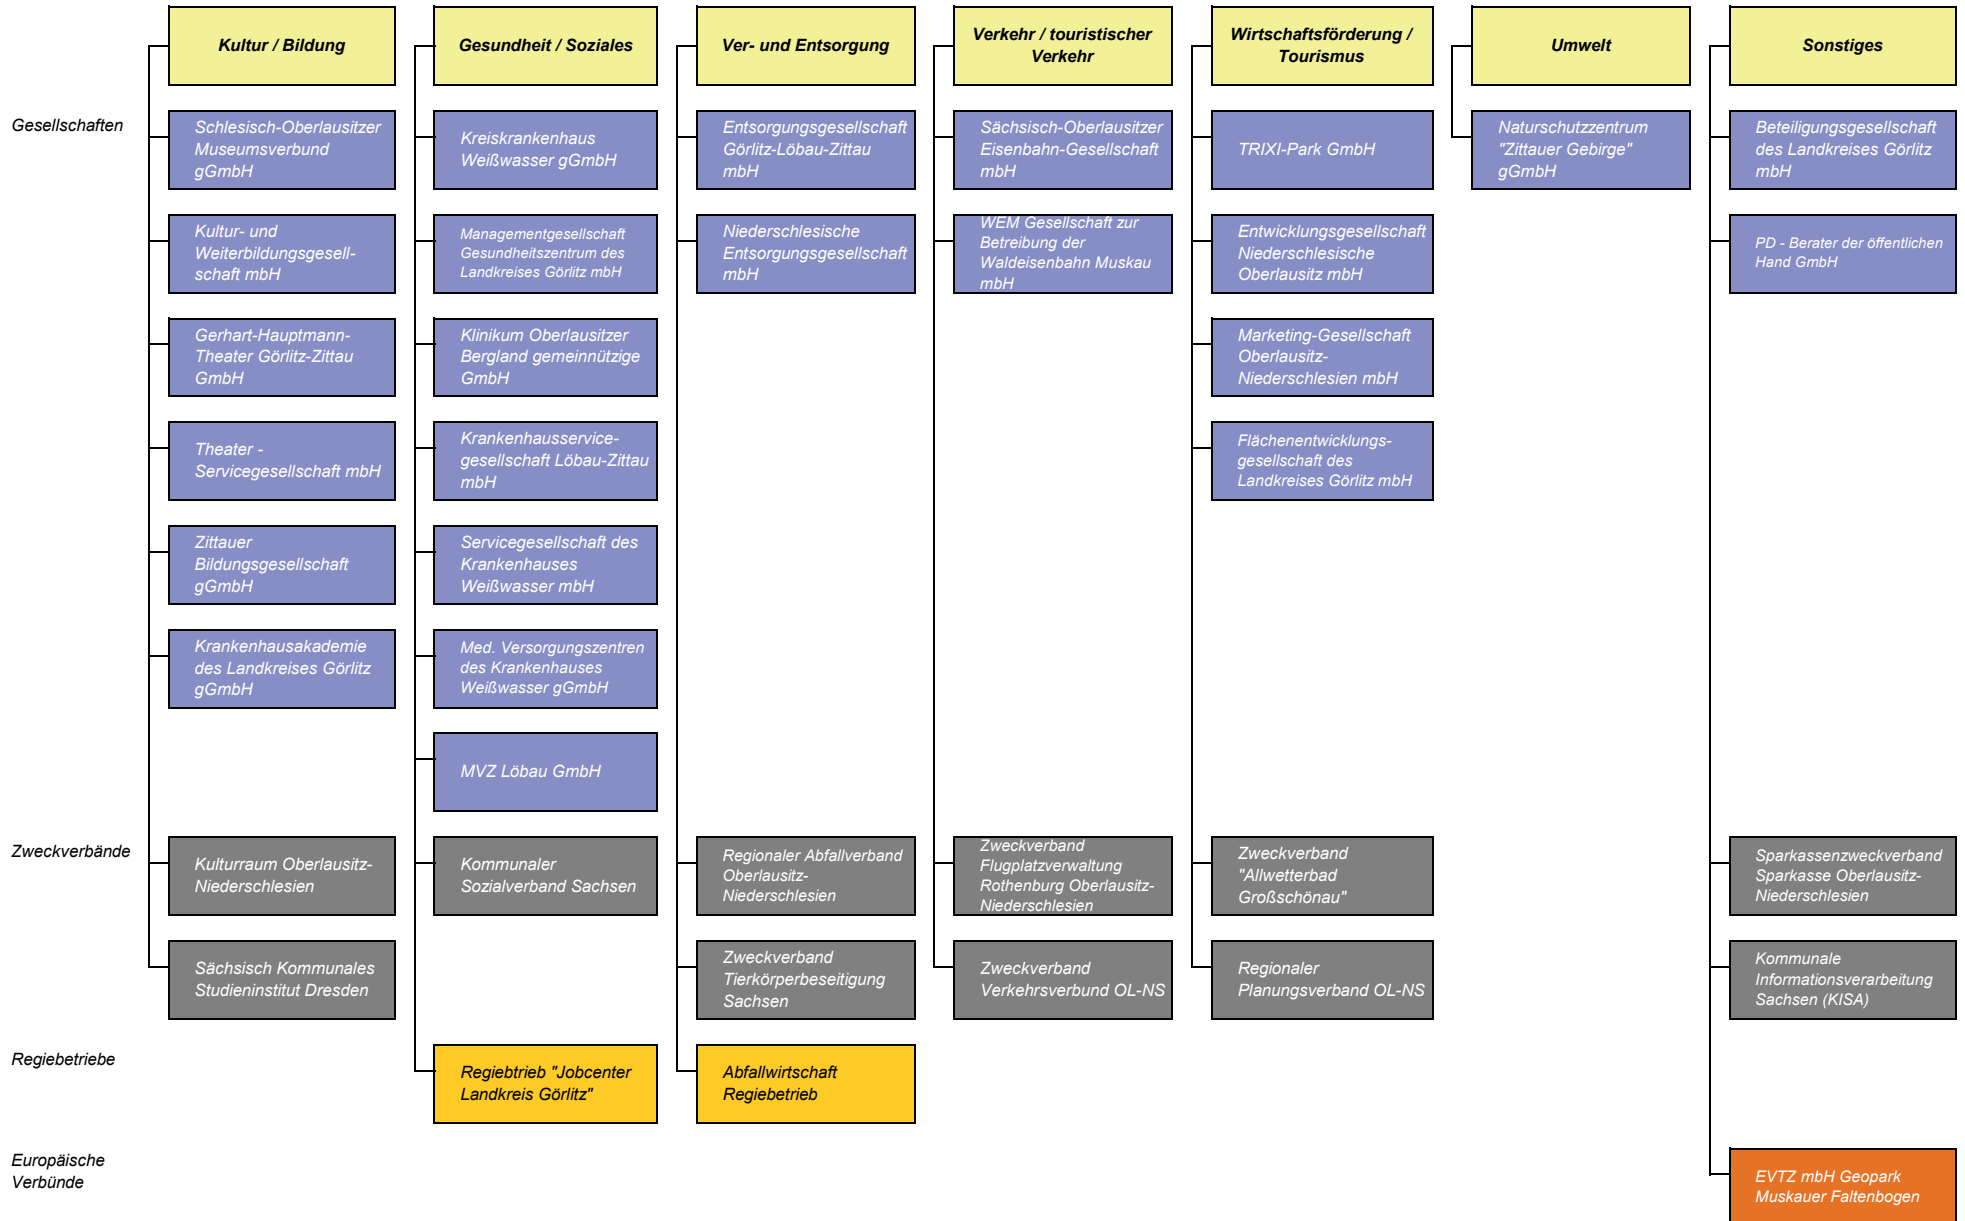 Kultur / Bildung
Gesundheit / Soziales
Ver- und Entsorgung
Verkehr / touristischer
Verkehr
Wirtschaftsförderung /
Tourismus
Umwelt
Sonstiges
Gesellschaften
Schlesisch-Oberlausitzer
Museumsverbund
gGmbH
Kreiskrankenhaus
Weißwasser gGmbH
Entsorgungsgesellschaft
Görlitz-Löbau-Zittau
mbH
Sächsisch-Oberlausitzer
Eisenbahn-Gesellschaft
mbH
TRIXI-Park GmbH
Naturschutzzentrum
"Zittauer Gebirge"
gGmbH
Beteiligungsgesellschaft
des Landkreises Görlitz
mbH
Kultur- und
Weiterbildungsgesell-
schaft mbH
Managementgesellschaft
Gesundheitszentrum des
Landkreises Görlitz mbH
Niederschlesische
Entsorgungsgesellschaft
mbH
WEM Gesellschaft zur
Betreibung der
Waldeisenbahn Muskau
mbH
Entwicklungsgesellschaft
Niederschlesische
Oberlausitz mbH
PD - Berater der öffentlichen
Hand GmbH
Gerhart-Hauptmann-
Theater Görlitz-Zittau
GmbH
Klinikum Oberlausitzer
Bergland gemeinnützige
GmbH
Marketing-Gesellschaft
Oberlausitz-
Niederschlesien mbH
Theater -
Servicegesellschaft mbH
Krankenhausservice-
gesellschaft Löbau-Zittau
mbH
Flächenentwicklungs-
gesellschaft des
Landkreises Görlitz mbH
Zittauer
Bildungsgesellschaft
gGmbH
Servicegesellschaft des
Krankenhauses
Weißwasser mbH
Krankenhausakademie
des Landkreises Görlitz
gGmbH
Med. Versorgungszentren
des Krankenhauses
Weißwasser gGmbH
MVZ Löbau GmbH
Zweckverbände
Kulturraum Oberlausitz-
Niederschlesien
Kommunaler
Sozialverband Sachsen
Regionaler Abfallverband
Oberlausitz-
Niederschlesien
Zweckverband
Flugplatzverwaltung
Rothenburg Oberlausitz-
Niederschlesien
Zweckverband
"Allwetterbad
Großschönau"
Sparkassenzweckverband
Sparkasse Oberlausitz-
Niederschlesien
Sächsisch Kommunales
Studieninstitut Dresden
Zweckverband
Tierkörperbeseitigung
Sachsen
Zweckverband
Verkehrsverbund OL-NS
Regionaler
Planungsverband OL-NS
Kommunale
Informationsverarbeitung
Sachsen (KISA)
Regiebetriebe
Regiebtrieb "Jobcenter
Landkreis Görlitz"
Abfallwirtschaft
Regiebetrieb
Europäische
Verbünde
EVTZ mbH Geopark
Muskauer Faltenbogen